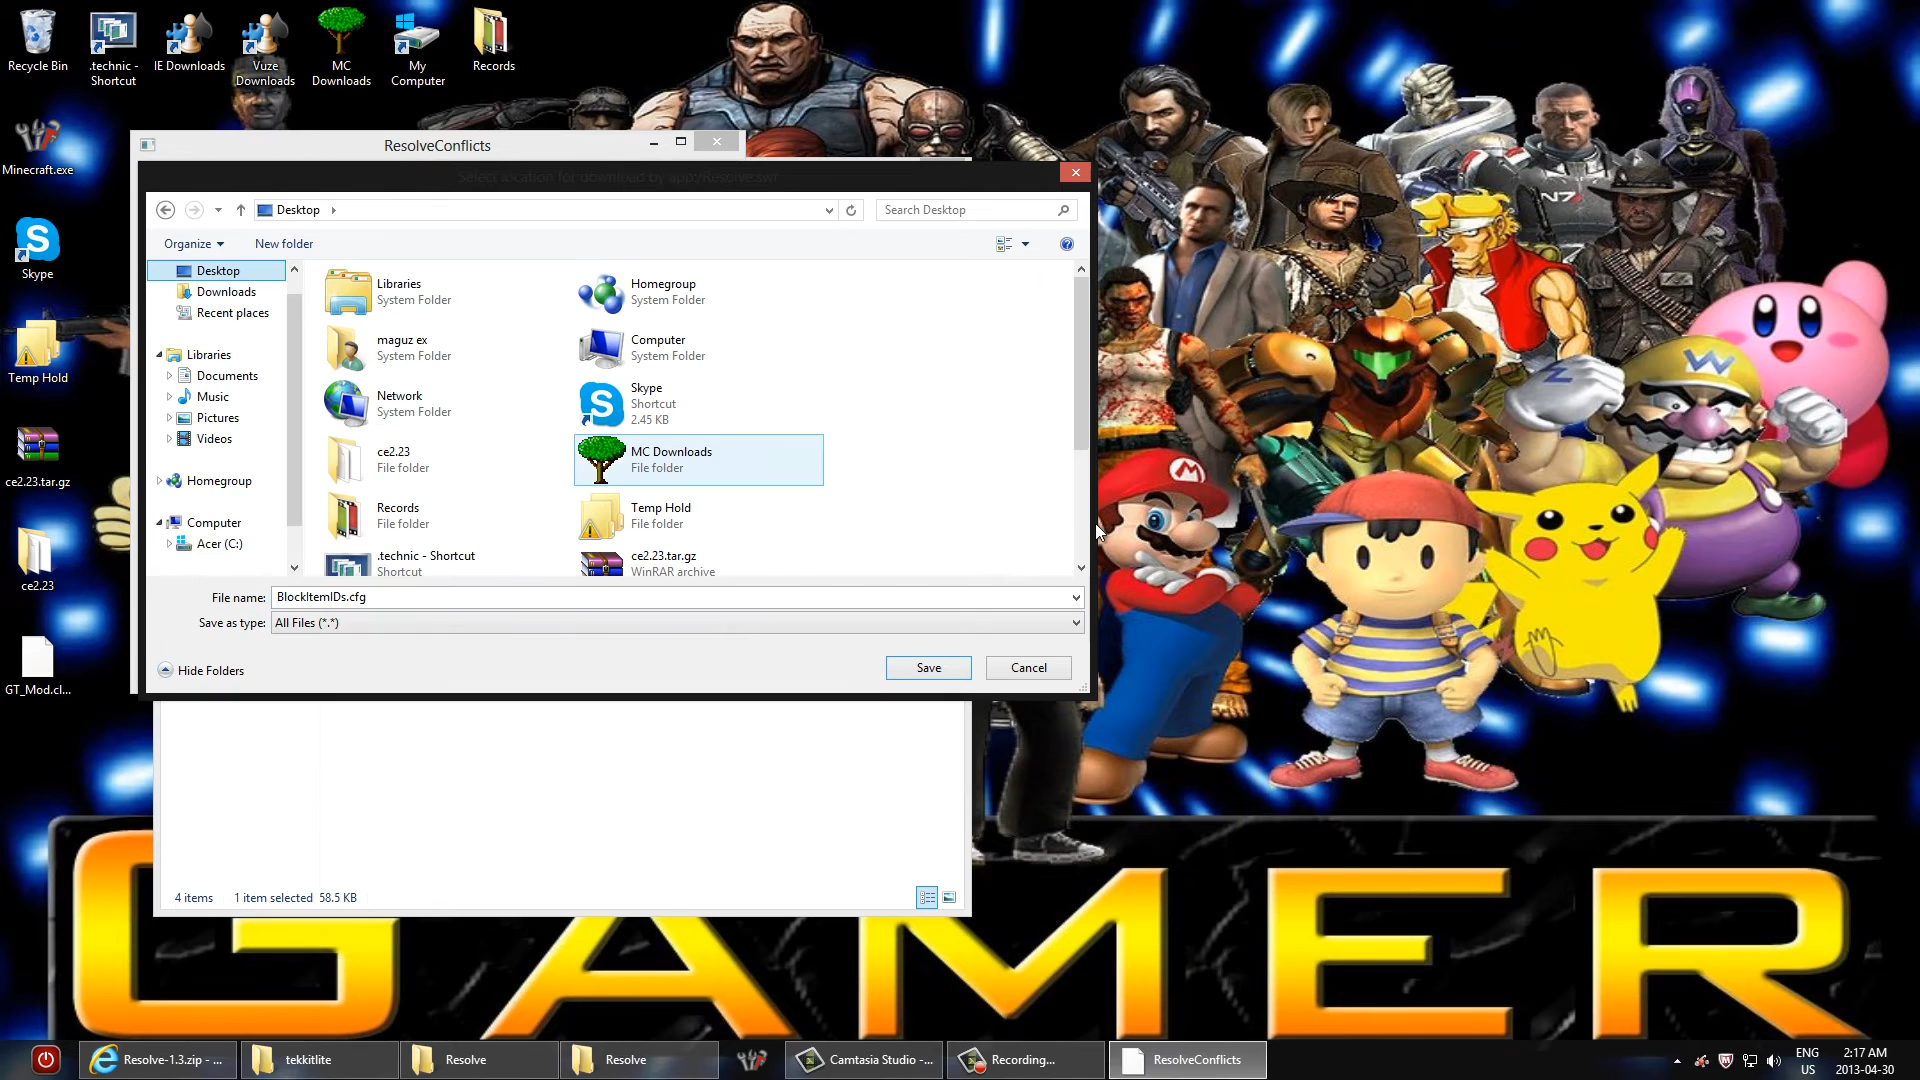 Recycle Bin
.technic -
Shortcut
IE Downloads
Vuze
Downloads
MC
Downloads
My
Computer
Records
Minecraft.exe
Skype
Temp Hold
ce2.23.tar.gz
ce2.23
GT_Mod.cl...
ResolveConflicts
Select location for download by app:/Resolve.swf
Desktop
Search Desktop
Organize
New folder
Desktop
Downloads
Recent places
Libraries
Documents
Music
Pictures
Videos
Homegroup
Computer
Acer (C:)
Libraries
System Folder
Homegroup
System Folder
maguz ex
System Folder
Computer
System Folder
Network
System Folder
Skype
Shortcut
2.45 KB
ce2.23
File folder
MC Downloads
File folder
Records
File folder
Temp Hold
File folder
.technic - Shortcut
Shortcut
ce2.23.tar.gz
WinRAR archive
File name:
BlockItemIDs.cfg
Save as type:
All Files (*.*)
Hide Folders
Save
Cancel
4 items
1 item selected 58.5 KB
N7
GAMER
Resolve-1.3.zip - ...
tekkitlite
Resolve
Resolve
Camtasia Studio -...
Recording...
ResolveConflicts
ENG
US
2:17 AM
2013-04-30